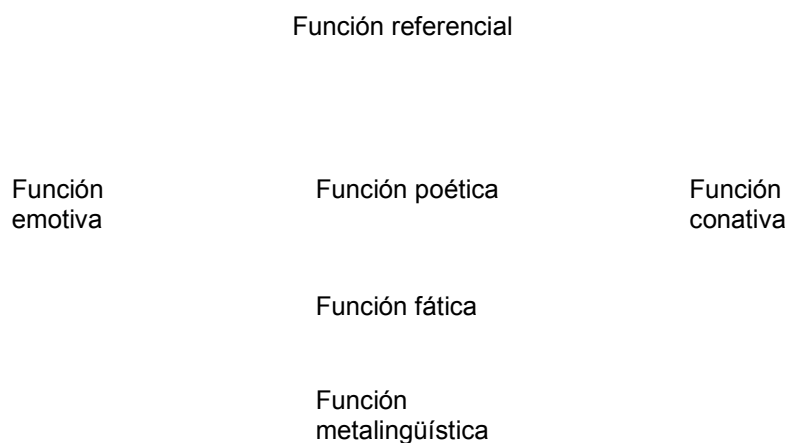 Función referencial
Función
emotiva
Función poética
Función
conativa
Función fática
Función
metalingüística